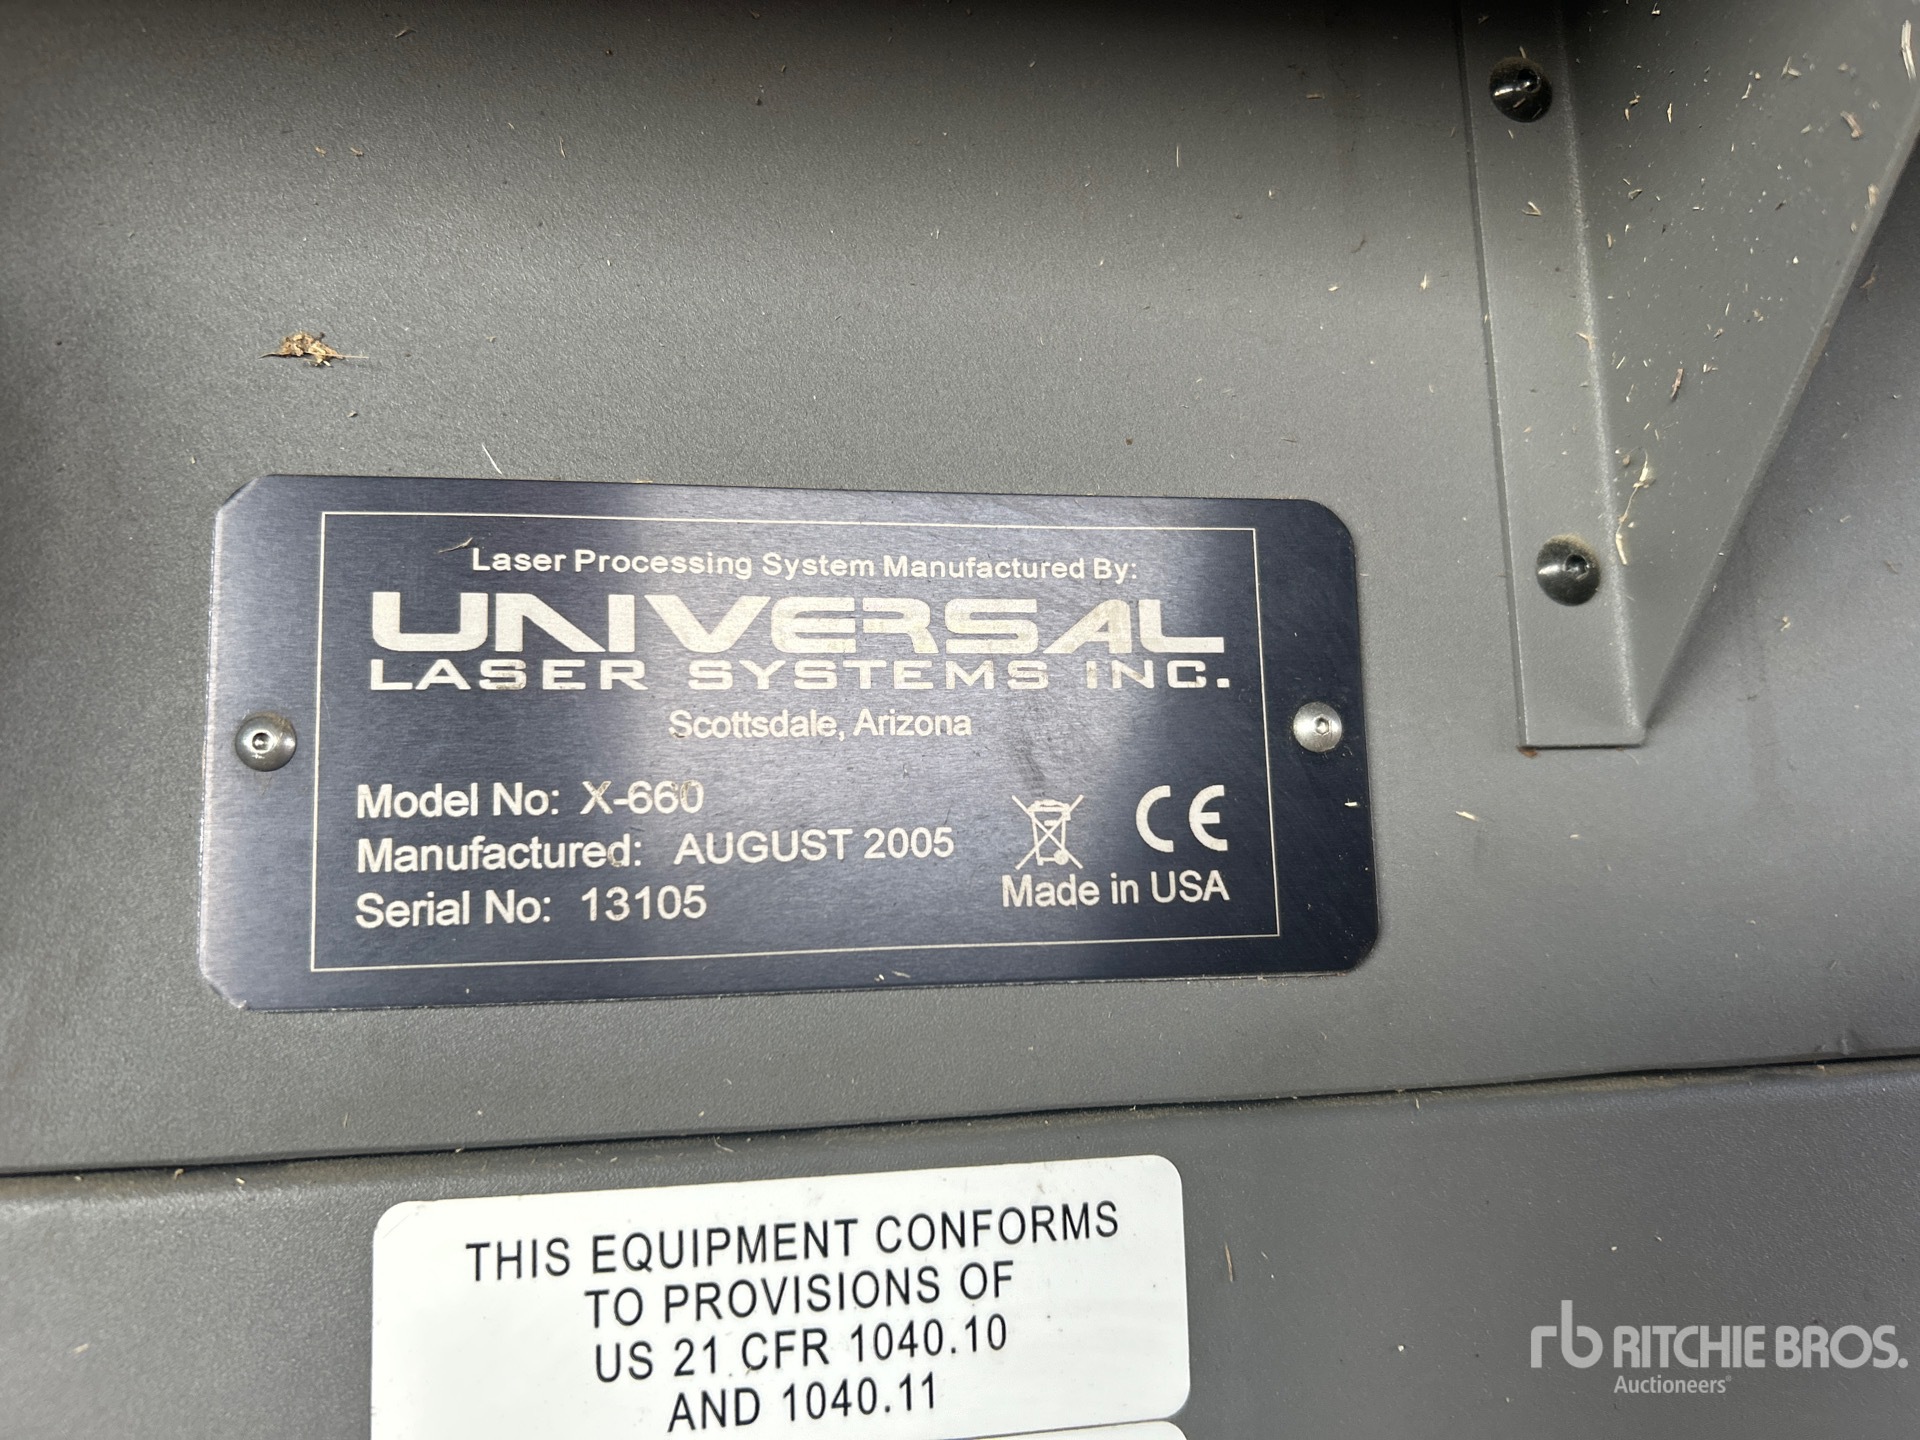 Laser Processing System Manufactured By:
UNIVERSAL
LASER SYSTEMS INC.
Scottsdale, Arizona
Model No: X-660
Manufactured: AUGUST 2005
Serial No: 13105
CE
Made in USA
THIS EQUIPMENT CONFORMS
TO PROVISIONS OF
US 21 CFR 1040.10
AND 1040.11
rb RITCHIE BROS.
Auctioneers